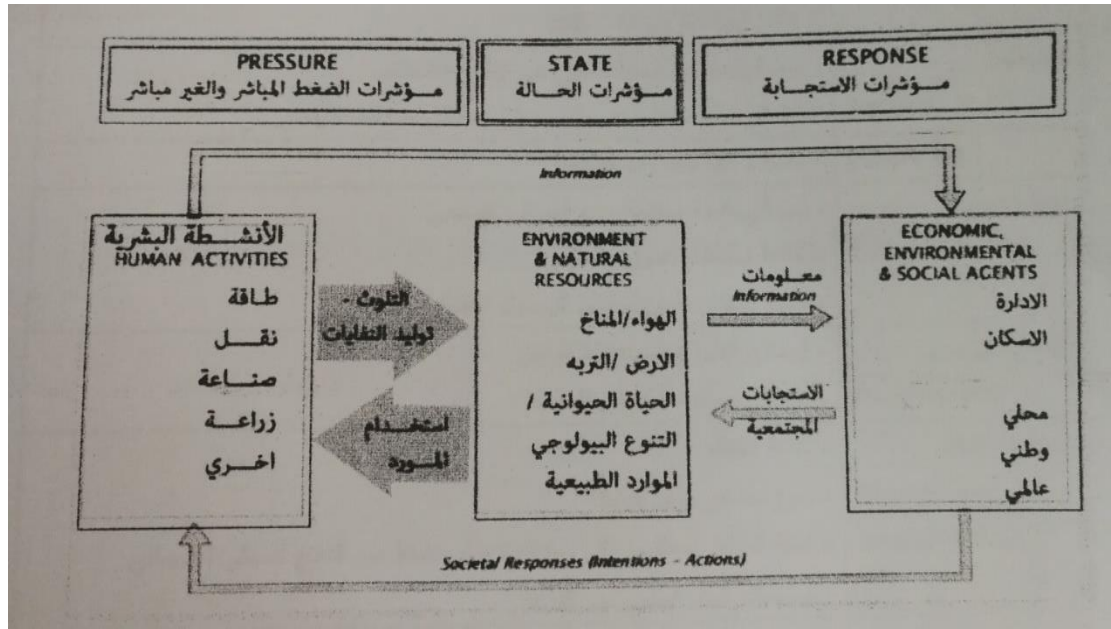 PRESSURE
مؤشرات الضغط المباشر والغير مباشر
STATE
مؤشرات الحالة
RESPONSE
مؤشرات الاستجابة
Information
الأنشطة البشرية
HUMAN ACTIVITIES
طاقة
نقل
صناعة
زراعة
اخري
التلوث -
توليد النفايات
استخدام
المورد
ENVIRONMENT
& NATURAL
RESOURCES
الهواء/المناخ
الارض /التربه
الحياة الحيوانية /
التنوع البيولوجي
الموارد الطبيعية
معلومات
Information
الاستجابات
المجتمعية
ECONOMIC,
ENVIRONMENTAL
& SOCIAL AGENTS
الادارة
الاسكان
محلي
وطني
عالمي
Societal Responses (Intentions - Actions)